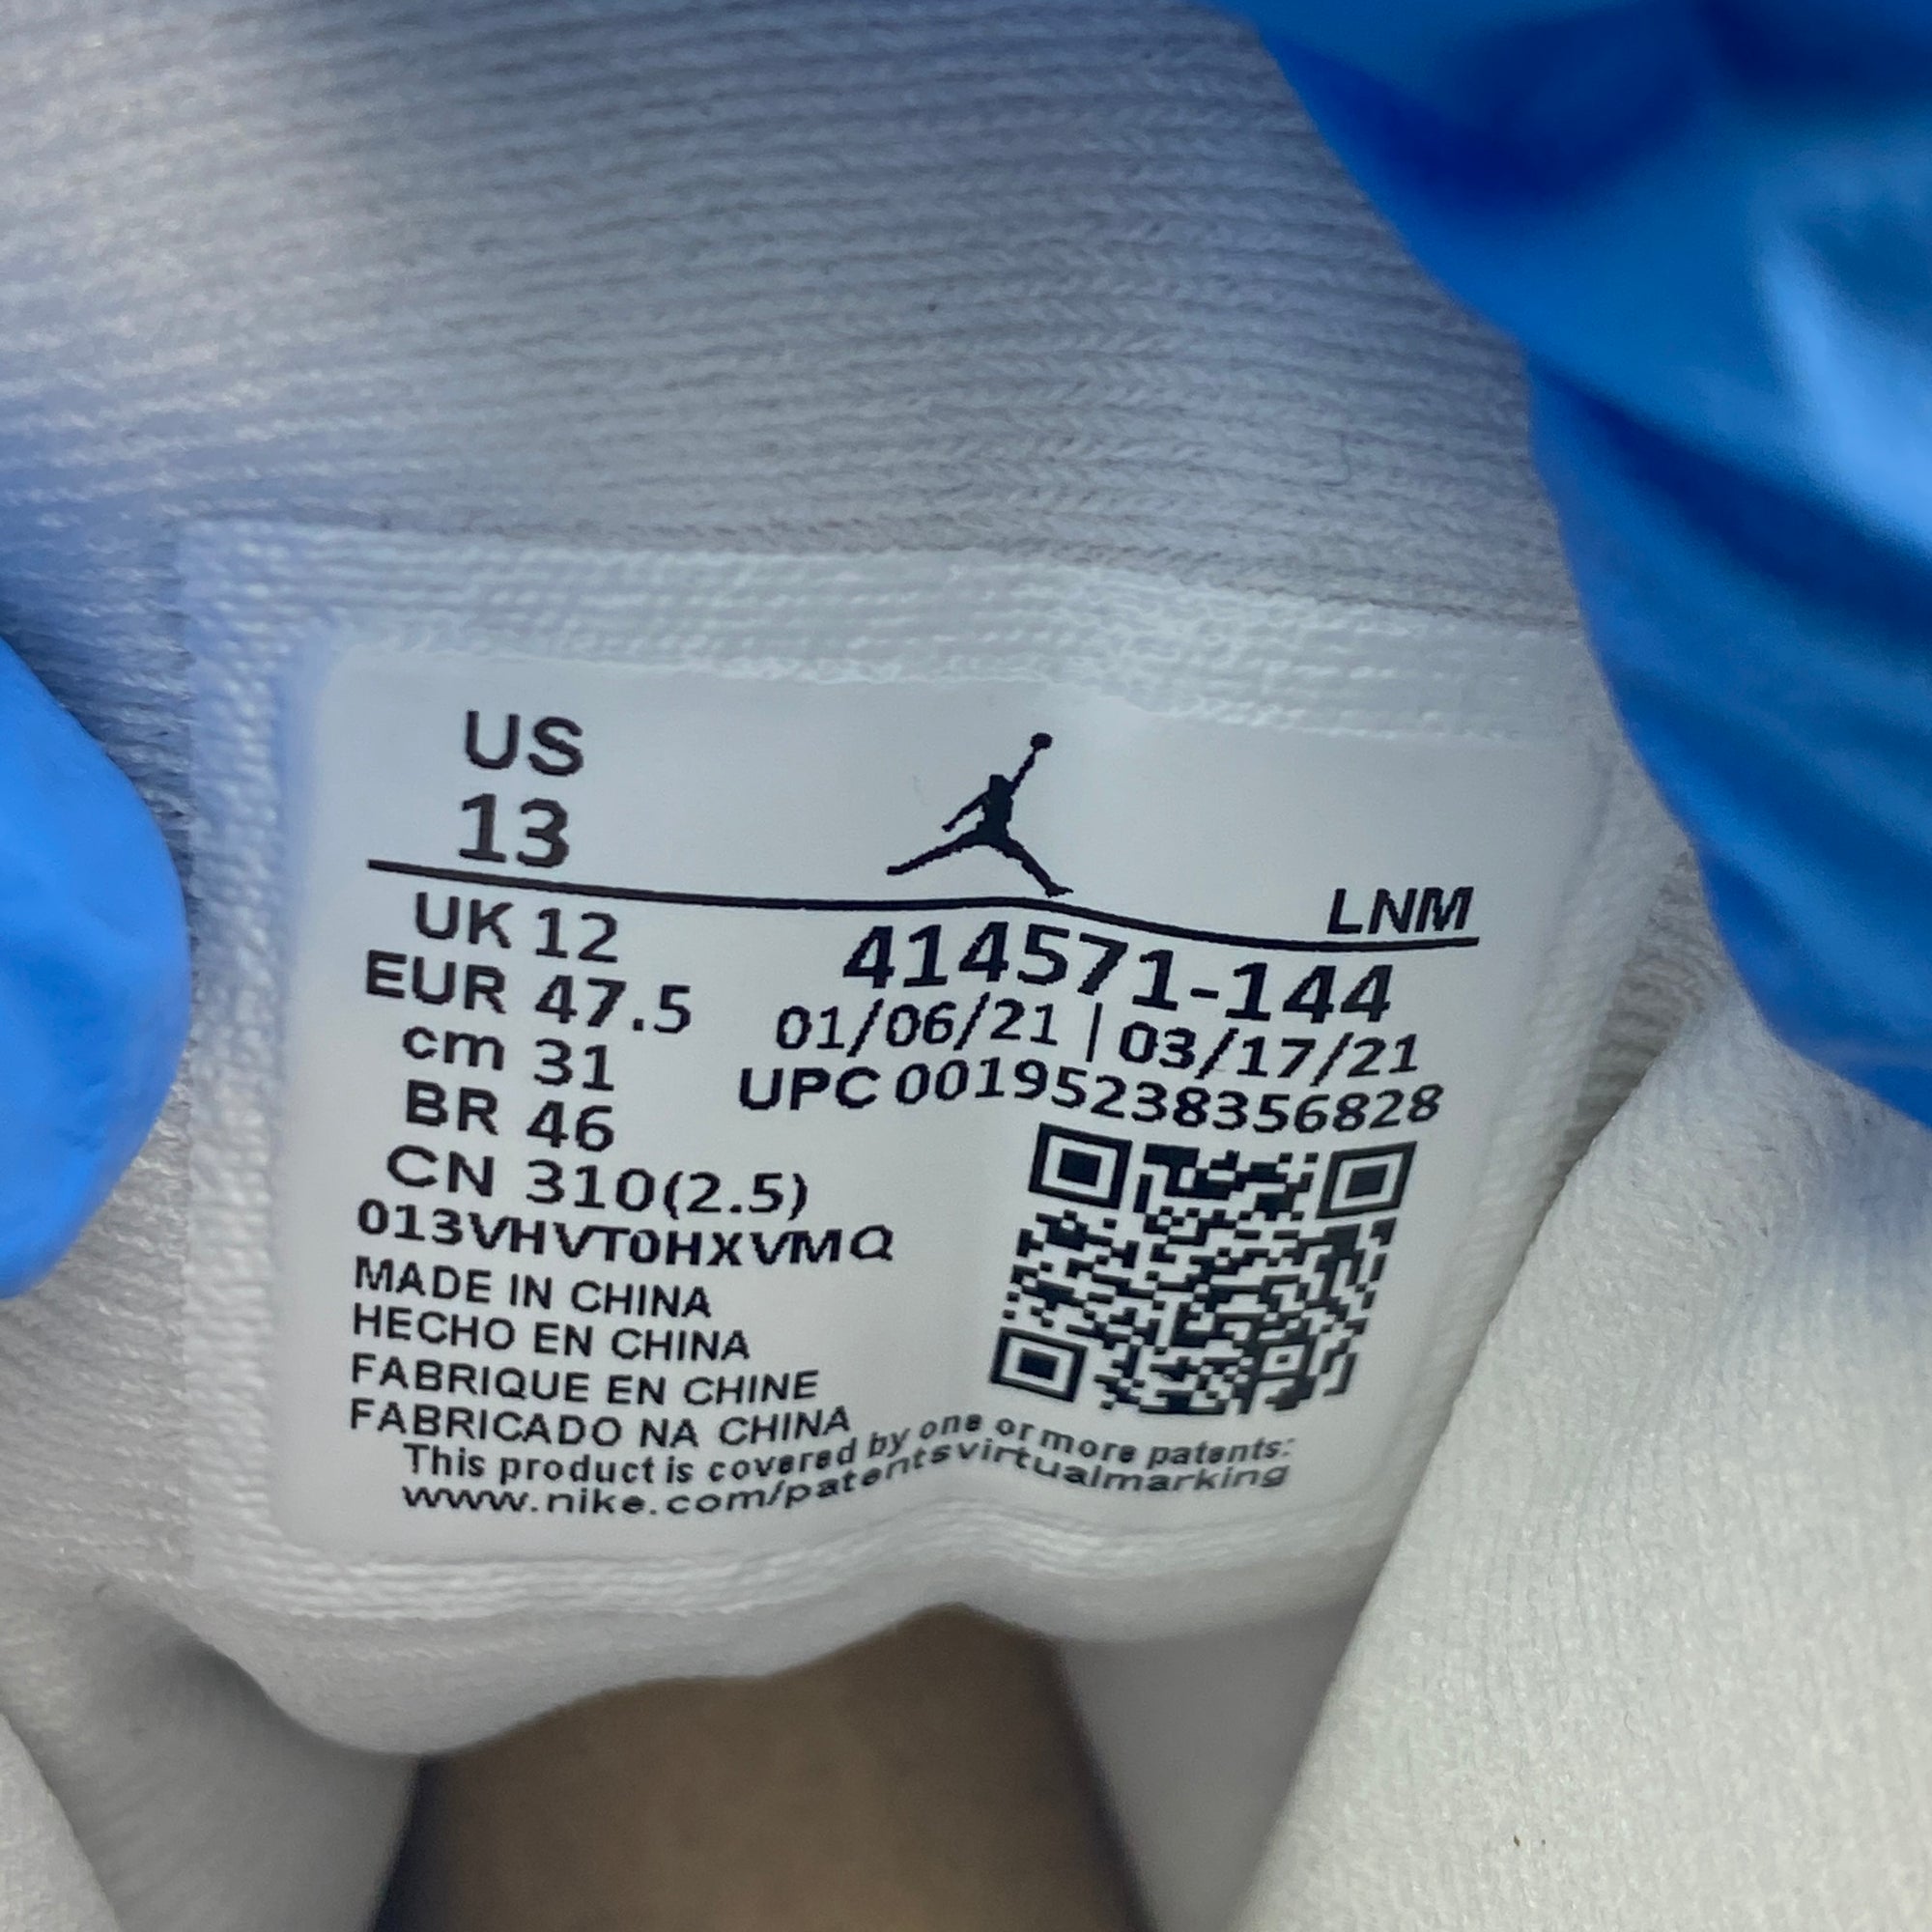 US
13
LNM
UK 12
EUR 47.5
cm 31
BR 46
CN 310(2.5)
414571-144
01/06/21 | 03/17/21
UPC 00195238356828
013VHVT0HXVMQ
MADE IN CHINA
HECHO EN CHINA
FABRIQUE EN CHINE
FABRICADO NA CHINA
This product is covered by one or more patents:
www.nike.com/patentsvirtualmarking